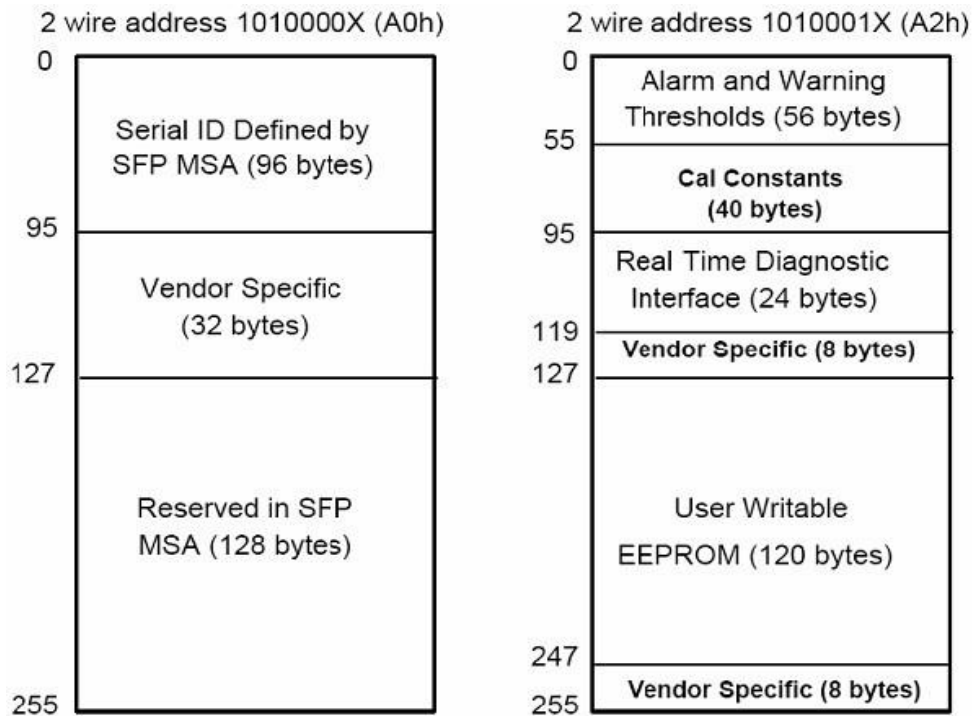 2 wire address 1010000X (A0h)
0
Serial ID Defined by
SFP MSA (96 bytes)
95
Vendor Specific
(32 bytes)
127
Reserved in SFP
MSA (128 bytes)
255
2 wire address 1010001X (A2h)
0
Alarm and Warning
Thresholds (56 bytes)
55
Cal Constants
(40 bytes)
95
Real Time Diagnostic
Interface (24 bytes)
119
Vendor Specific (8 bytes)
127
User Writable
EEPROM (120 bytes)
247
Vendor Specific (8 bytes)
255